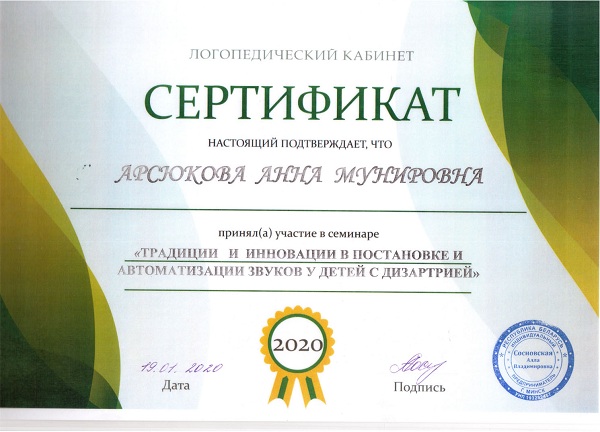 ЛОГОПЕДИЧЕСКИЙ КАБИНЕТ
СЕРТИФИКАТ
НАСТОЯЩИЙ ПОДТВЕРЖДАЕТ, ЧТО
АРСЮКОВА АННА МУНИРОВНА
принял(а) участие в семинаре
«ТРАДИЦИИ И ИННОВАЦИИ В ПОСТАНОВКЕ И
АВТОМАТИЗАЦИИ ЗВУКОВ У ДЕТЕЙ С ДИЗАРТРИЕЙ»
2020
19.01.2020
Дата
Подпись
РЕСПУБЛИКА БЕЛАРУСЬ
ИНДИВИДУАЛЬНЫЙ
Сосновская
Алла
Владимировна
ПРЕДПРИНИМАТЕЛЬ
Г. МИНСК